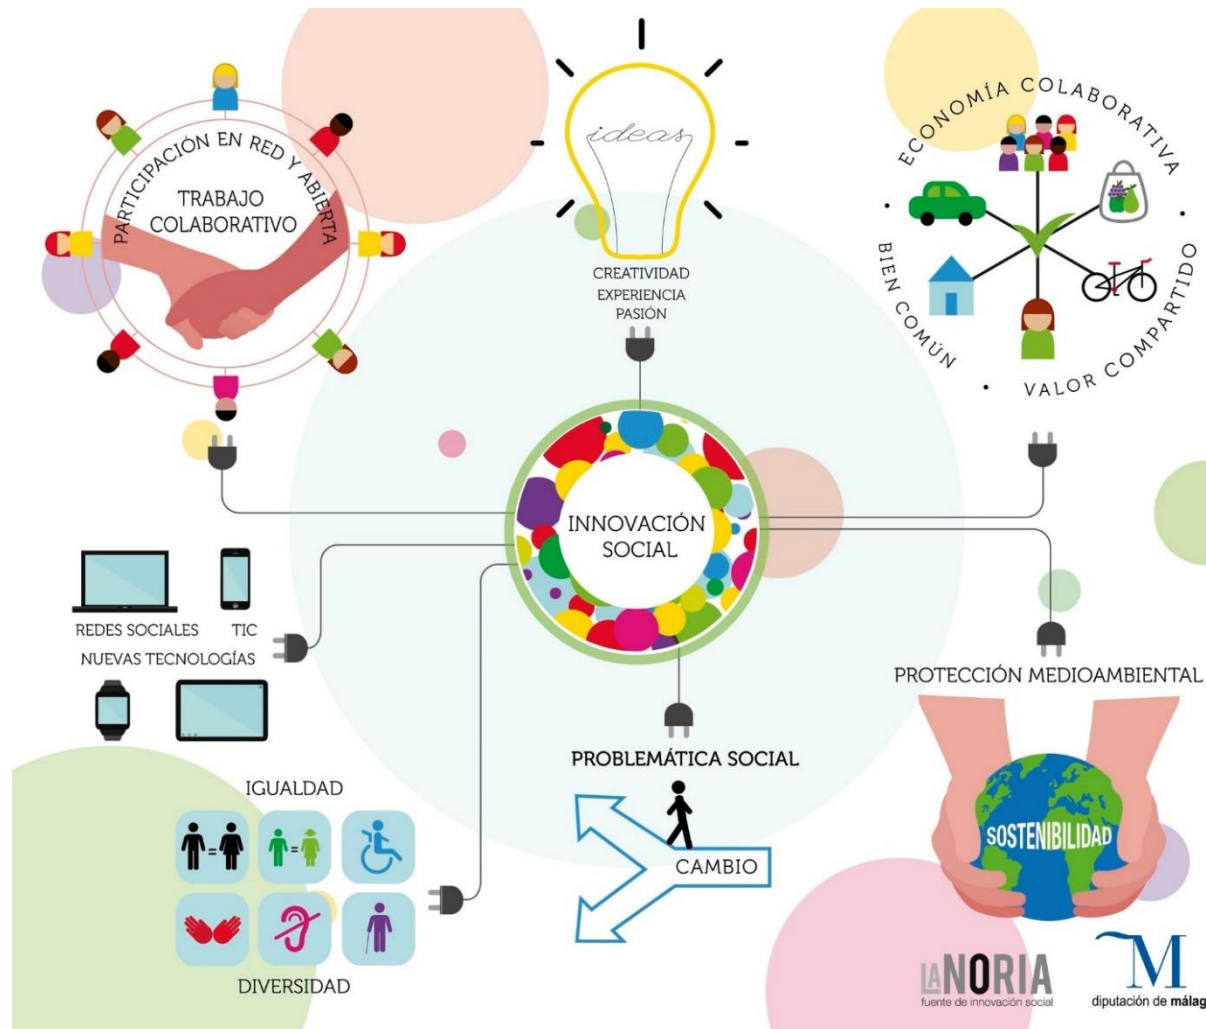 PARTICIPACIÓN EN RED Y ABIERTA
TRABAJO
COLABORATIVO
ideas
CREATIVIDAD
EXPERIENCIA
PASIÓN
ECONOMÍA COLABORATIVA
BIEN COMÚN
VALOR COMPARTIDO
INNOVACIÓN
SOCIAL
REDES SOCIALES
TIC
NUEVAS TECNOLOGÍAS
IGUALDAD
DIVERSIDAD
PROBLEMÁTICA SOCIAL
CAMBIO
PROTECCIÓN MEDIOAMBIENTAL
SOSTENIBILIDAD
LA NORIA
fuente de innovación social
M
diputación de málag